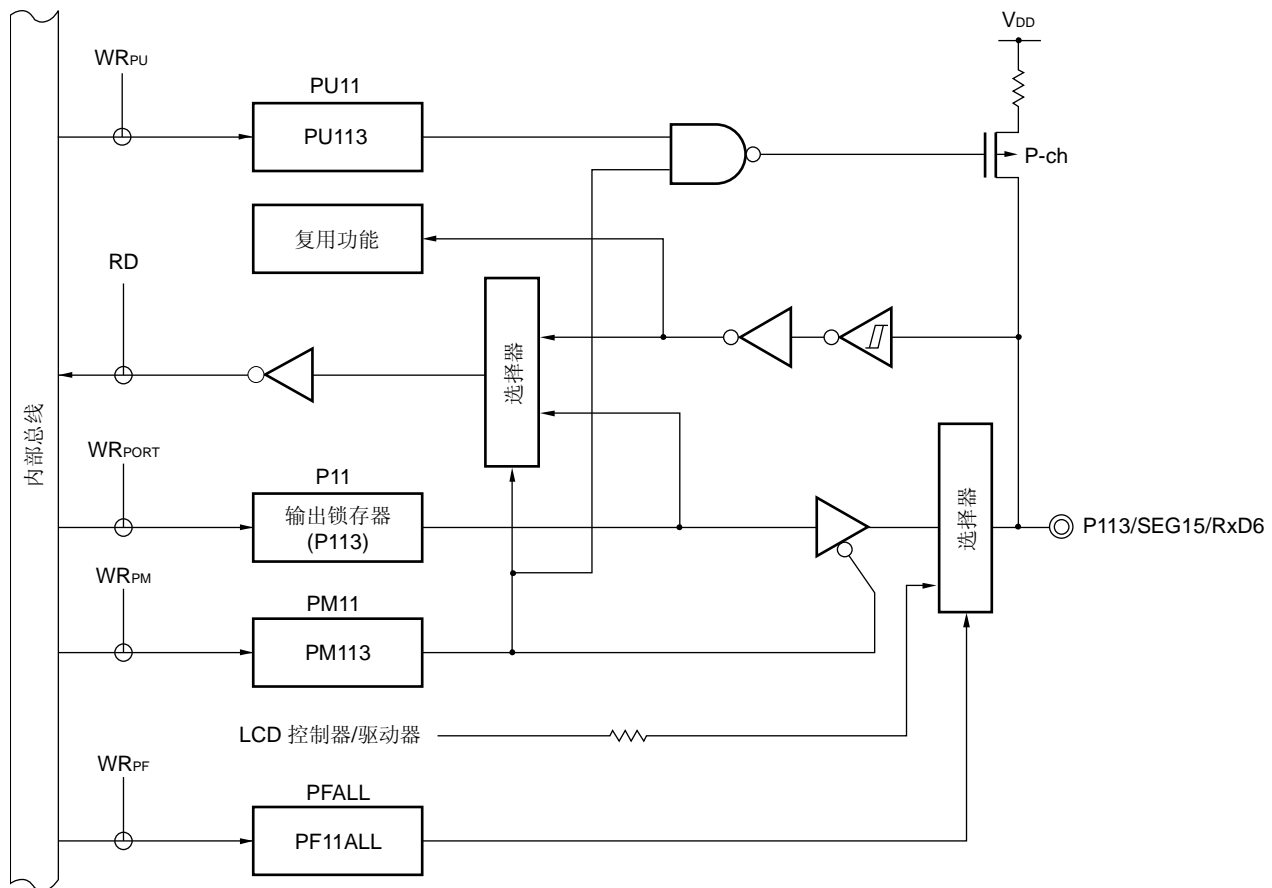 VDD
WRPU
PU11
PU113
P-ch
复用功能
RD
选择器
内部总线
WRPORT
P11
输出锁存器
(P113)
选择器
P113/SEG15/RxD6
WRPM
PM11
PM113
LCD 控制器/驱动器
WRPF
PFALL
PF11ALL